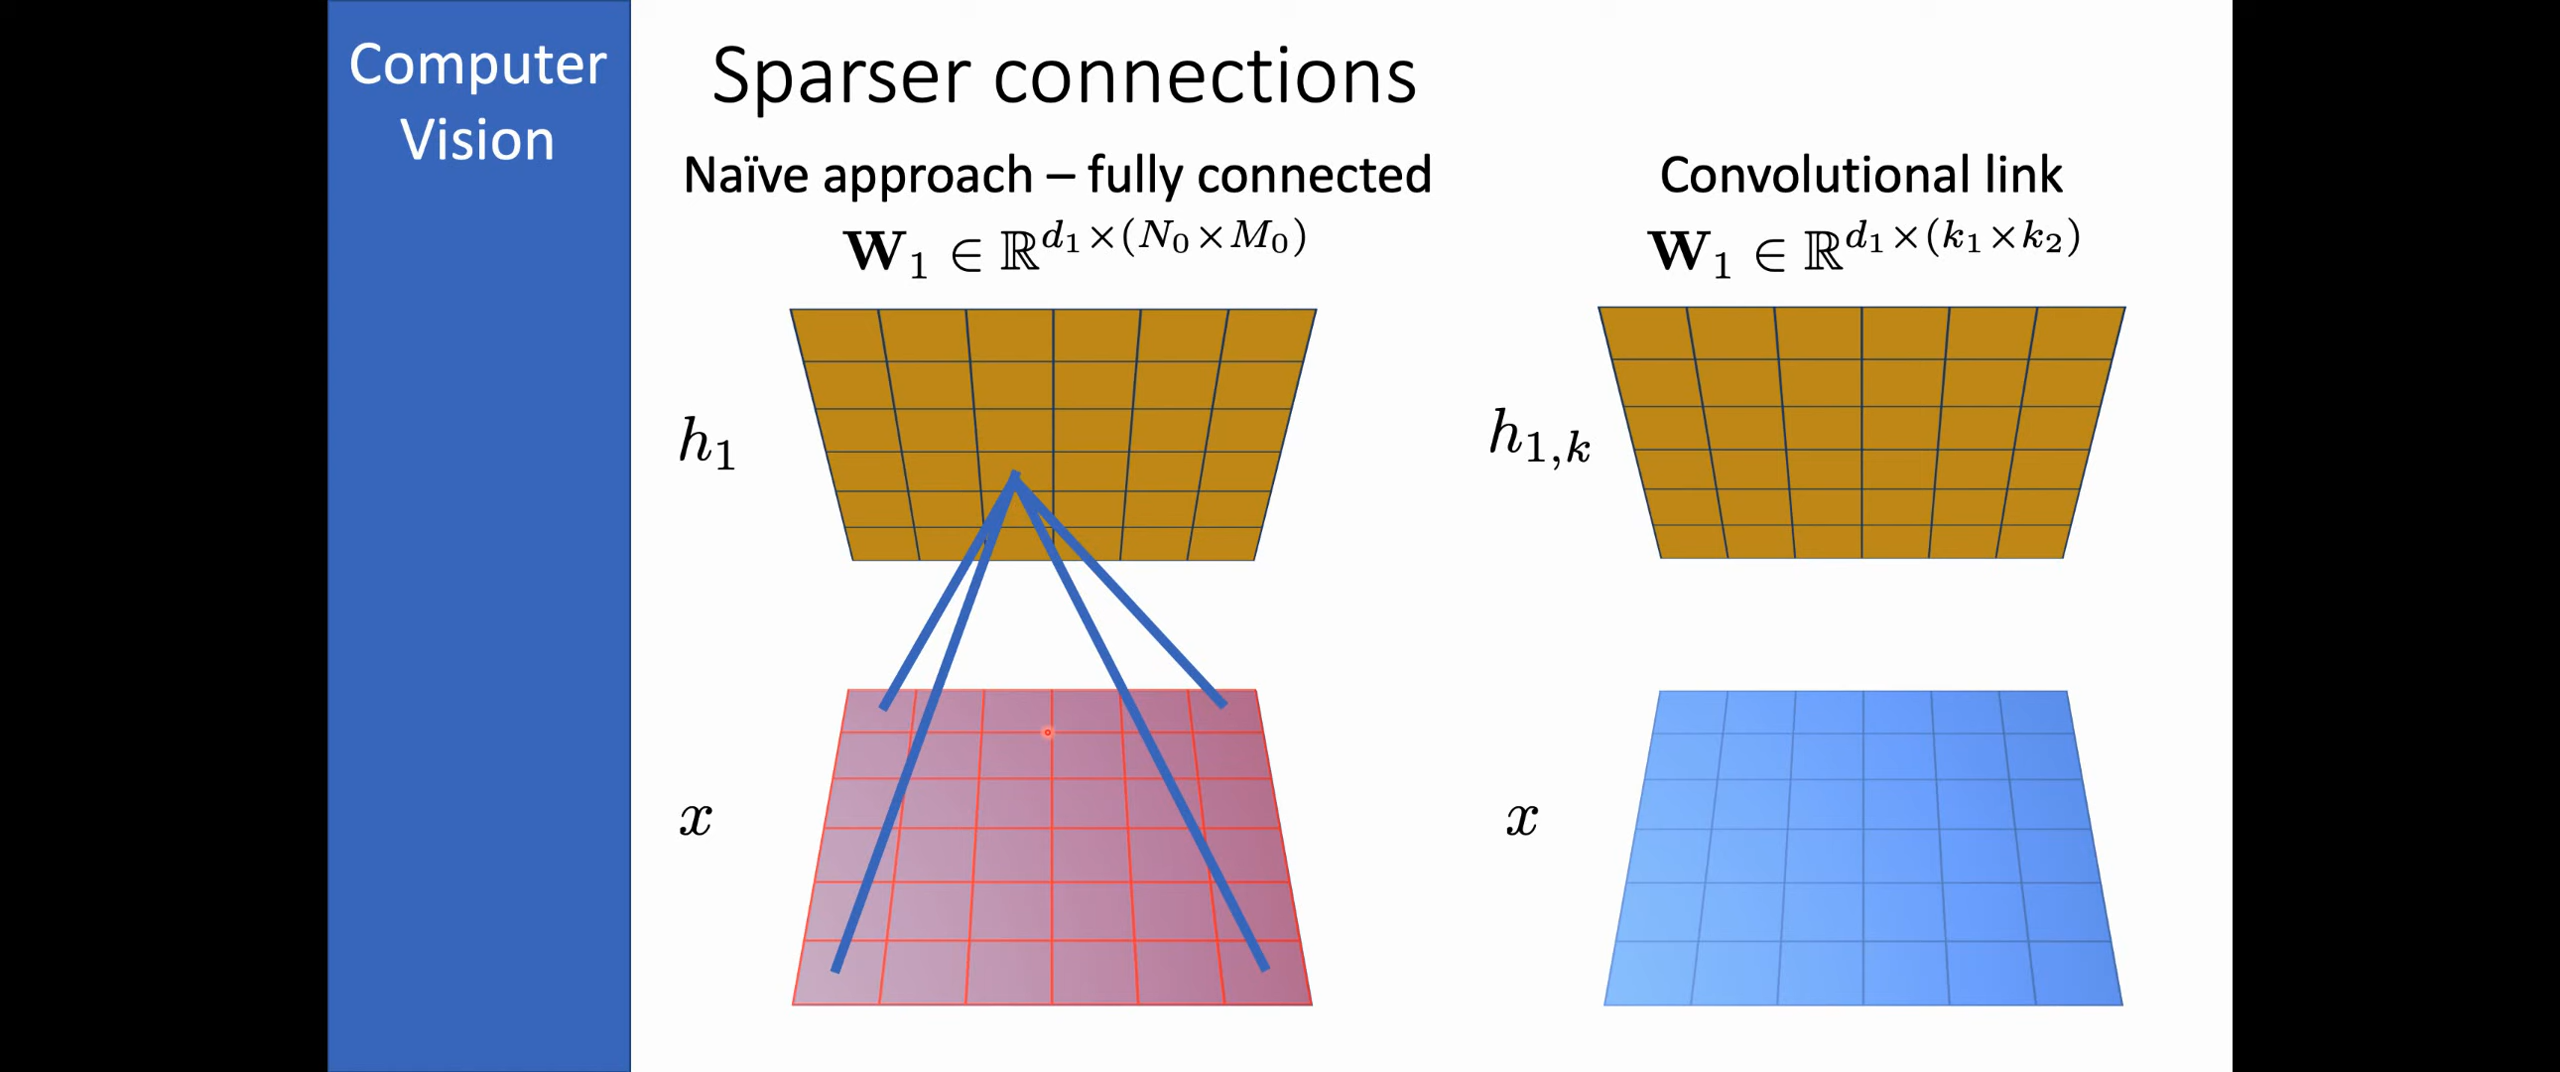 Computer
Vision
Sparser connections
Naïve approach – fully connected
W₁ ∈ ℝ^{d₁×(N₀×M₀)}
h₁
x
Convolutional link
W₁ ∈ ℝ^{d₁×(k₁×k₂)}
h₁,ₖ
x